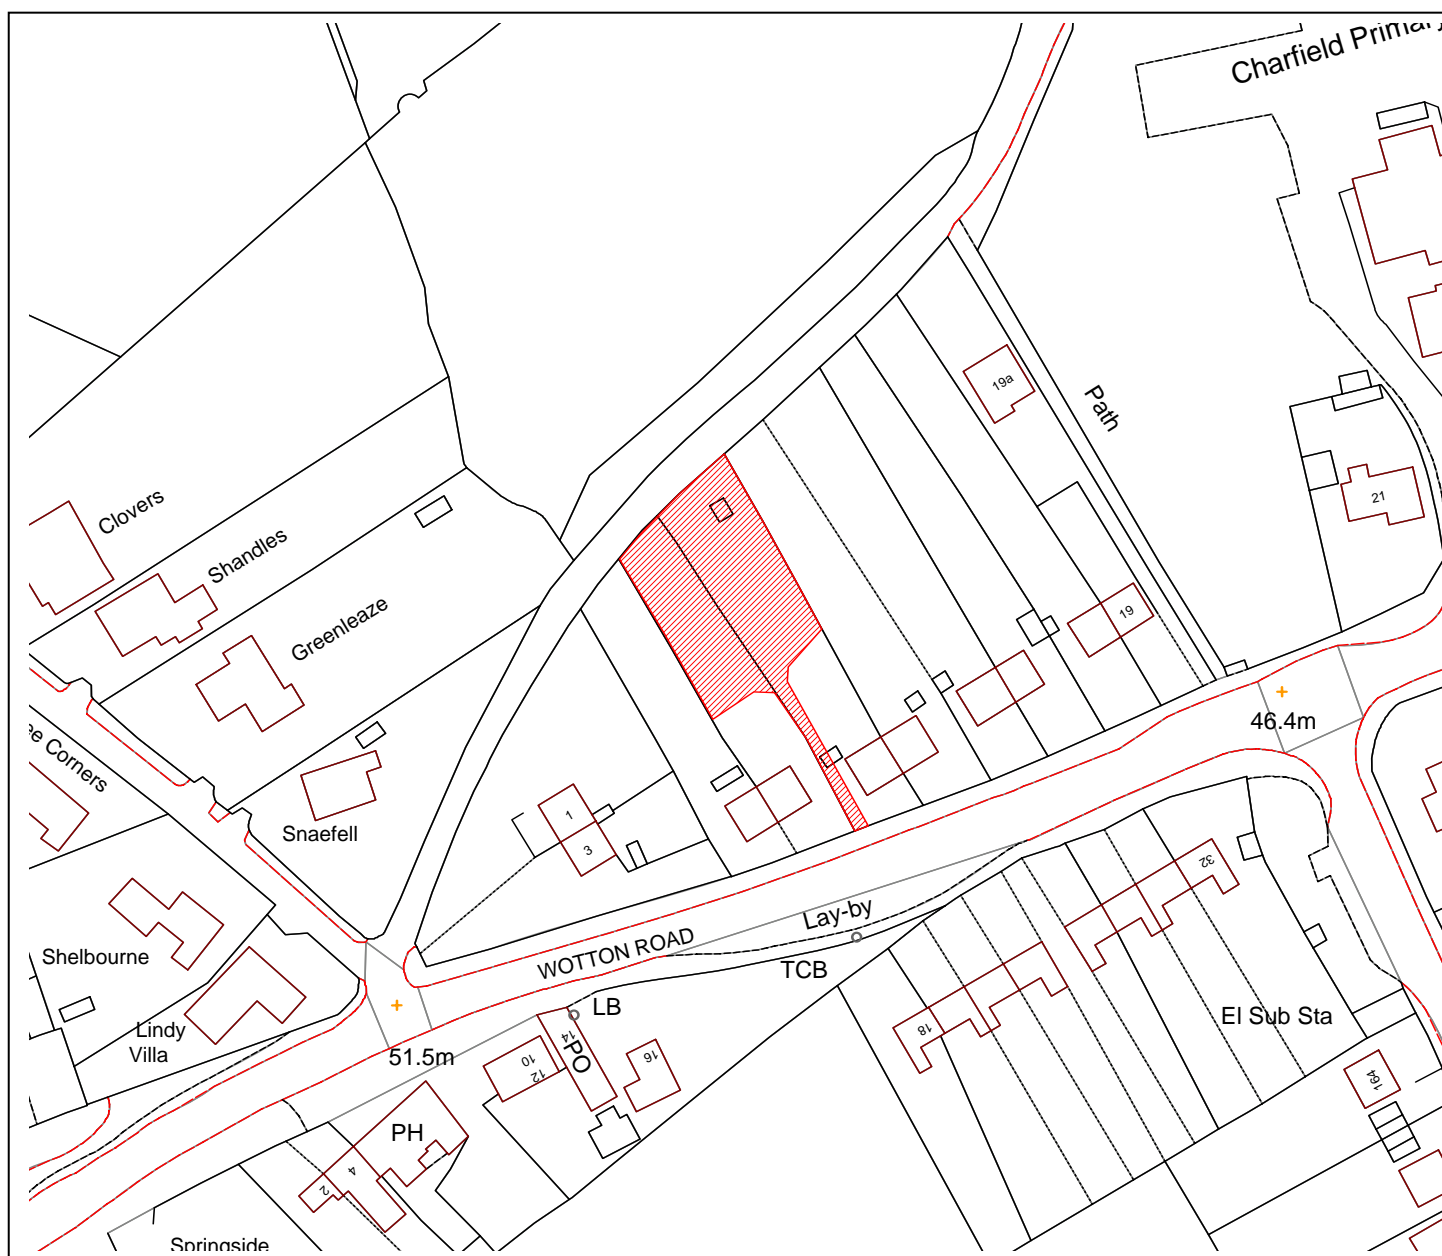 Charfield Primary
19a
Path
21
Clovers
Shandles
Greenleaze
19
46.4m
ee Corners
Snaefell
1
3
32
Lay-by
WOTTON ROAD
TCB
Shelbourne
LB
18
El Sub Sta
Lindy
Villa
51.5m
10
12
14
PO
16
164
PH
4
2
Springside